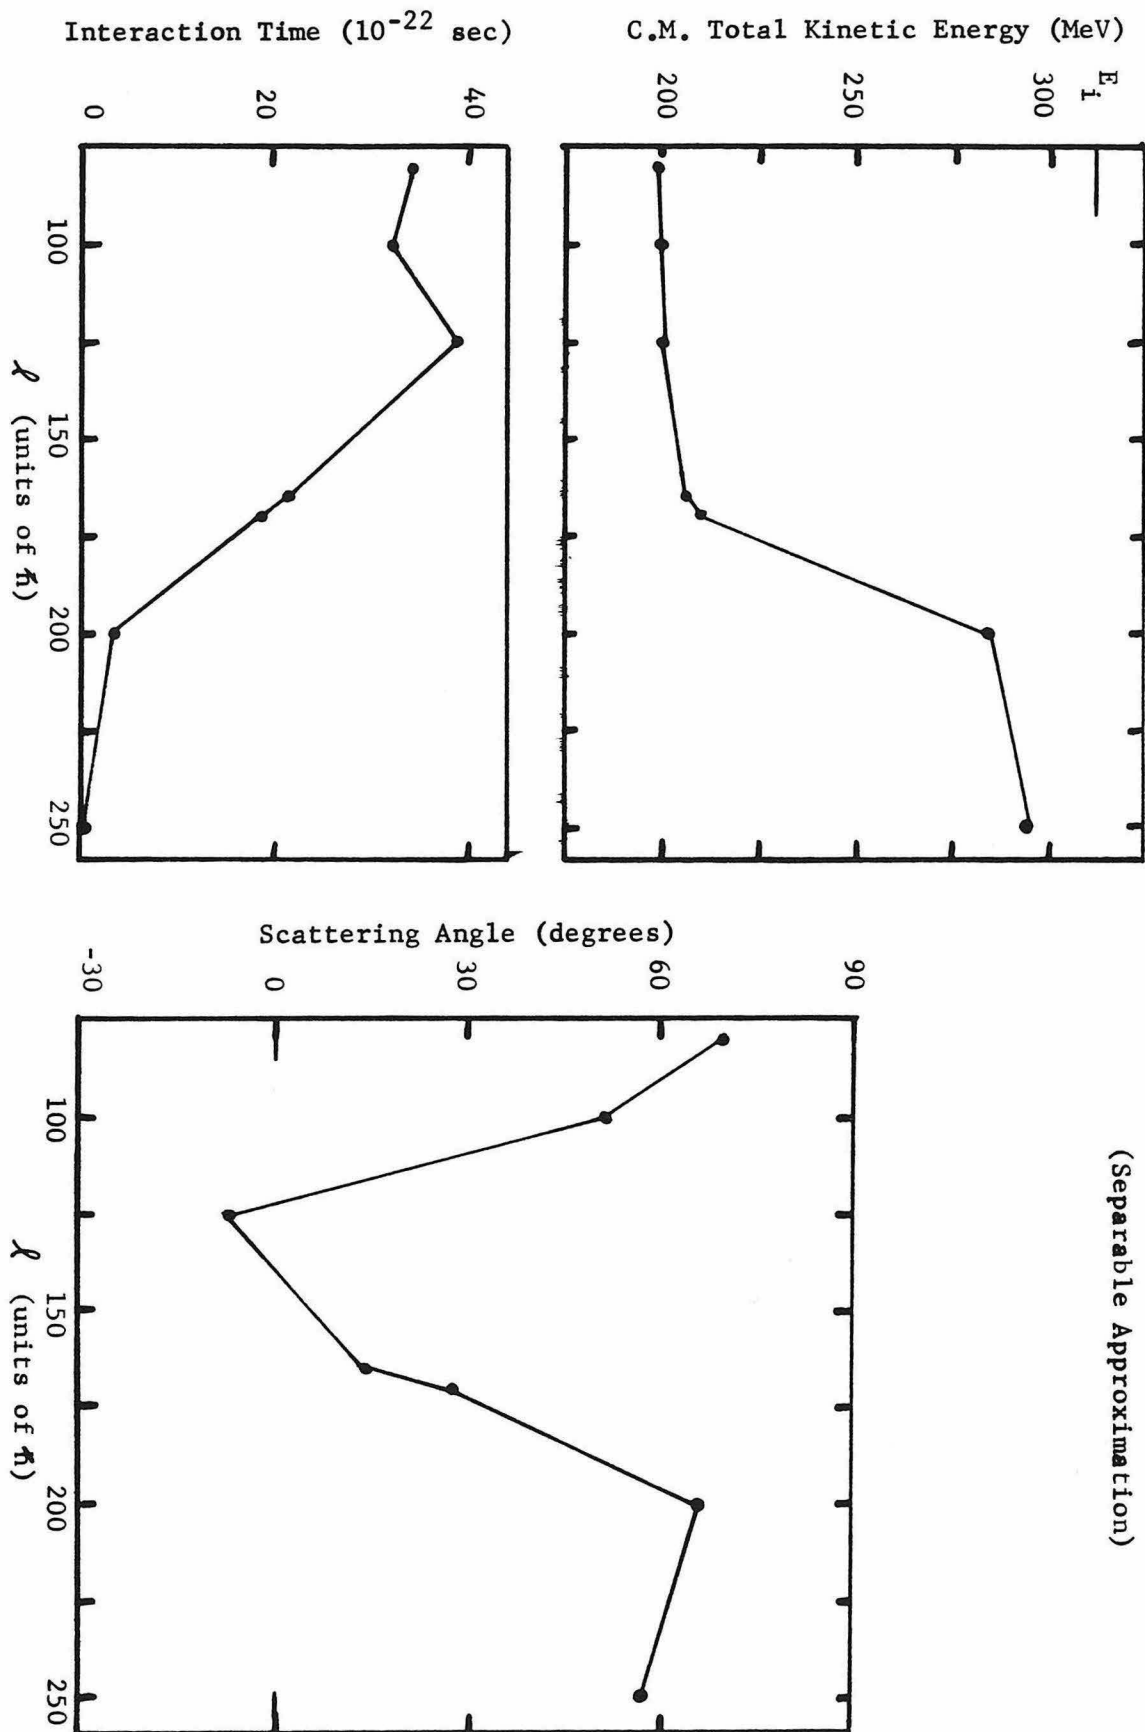 (Separable Approximation)
C.M. Total Kinetic Energy (MeV)
E_i
300
250
200
Interaction Time (10^-22 sec)
40
20
0
100
150
200
250
ℓ (units of ħ)
Scattering Angle (degrees)
90
60
30
0
-30
100
150
200
250
ℓ (units of ħ)